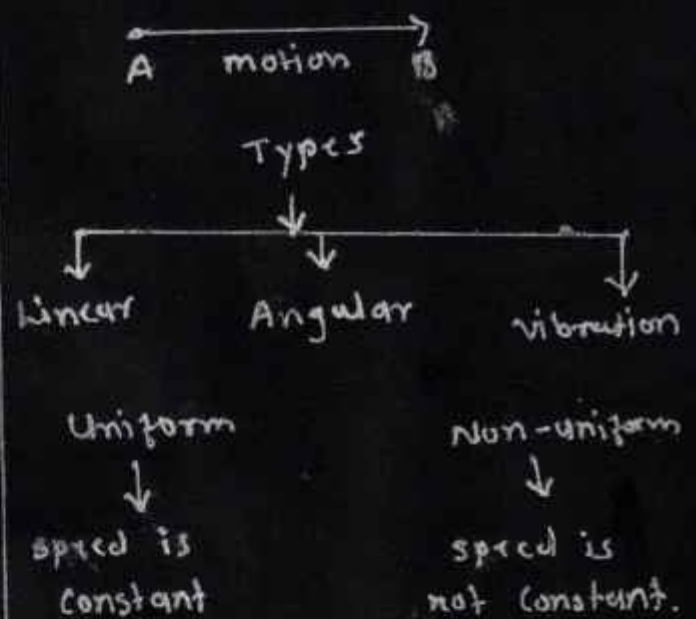 A motion B
Types
Linear Angular vibration
Uniform Non-uniform
speed is speed is
constant not constant.